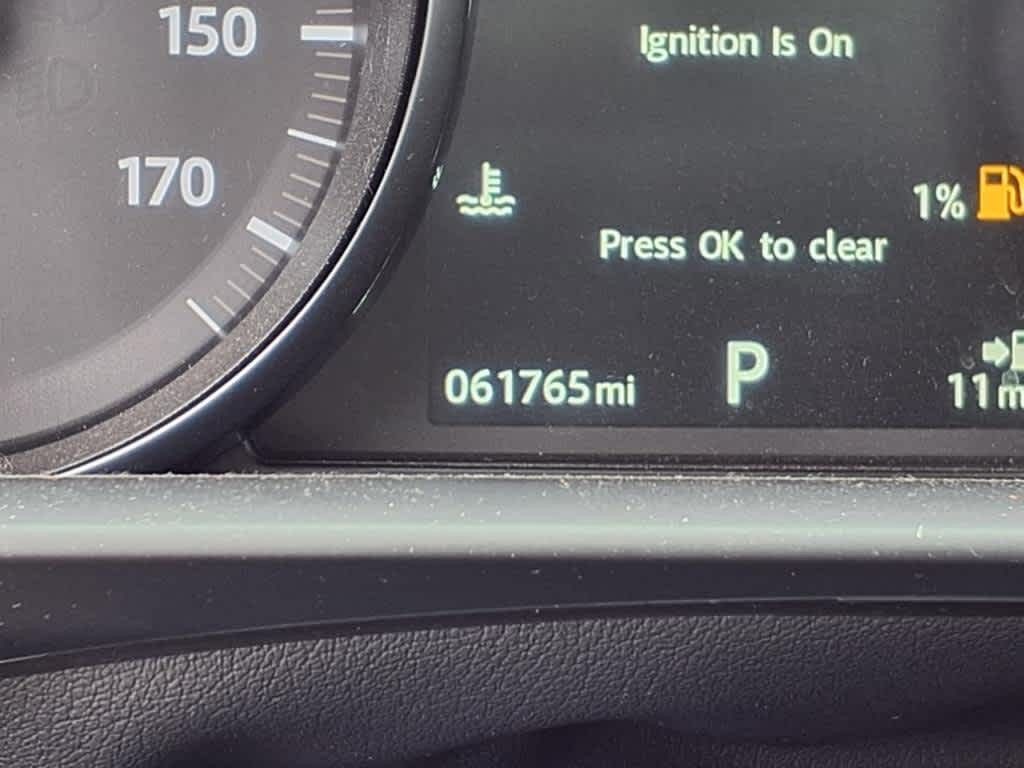 150
Ignition Is On
170
1%
Press OK to clear
061765mi
P
11 m